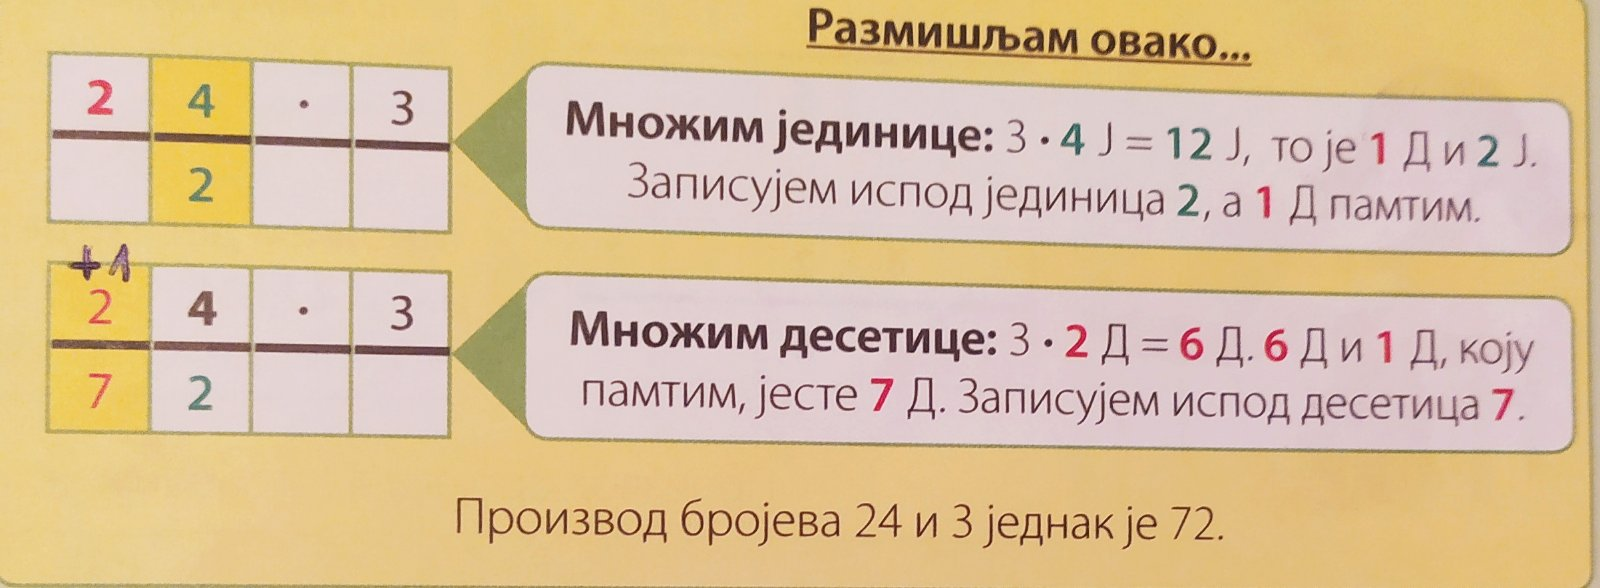 Размишљам овако...
2 4 · 3
2
Множим јединице: 3 · 4 Ј = 12 Ј, то је 1 Д и 2 Ј.
Записујем испод јединица 2, а 1 Д памтим.
+1
2 4 · 3
7 2
Множим десетице: 3 · 2 Д = 6 Д. 6 Д и 1 Д, коју
памтим, јесте 7 Д. Записујем испод десетица 7.
Производ бројева 24 и 3 једнак је 72.